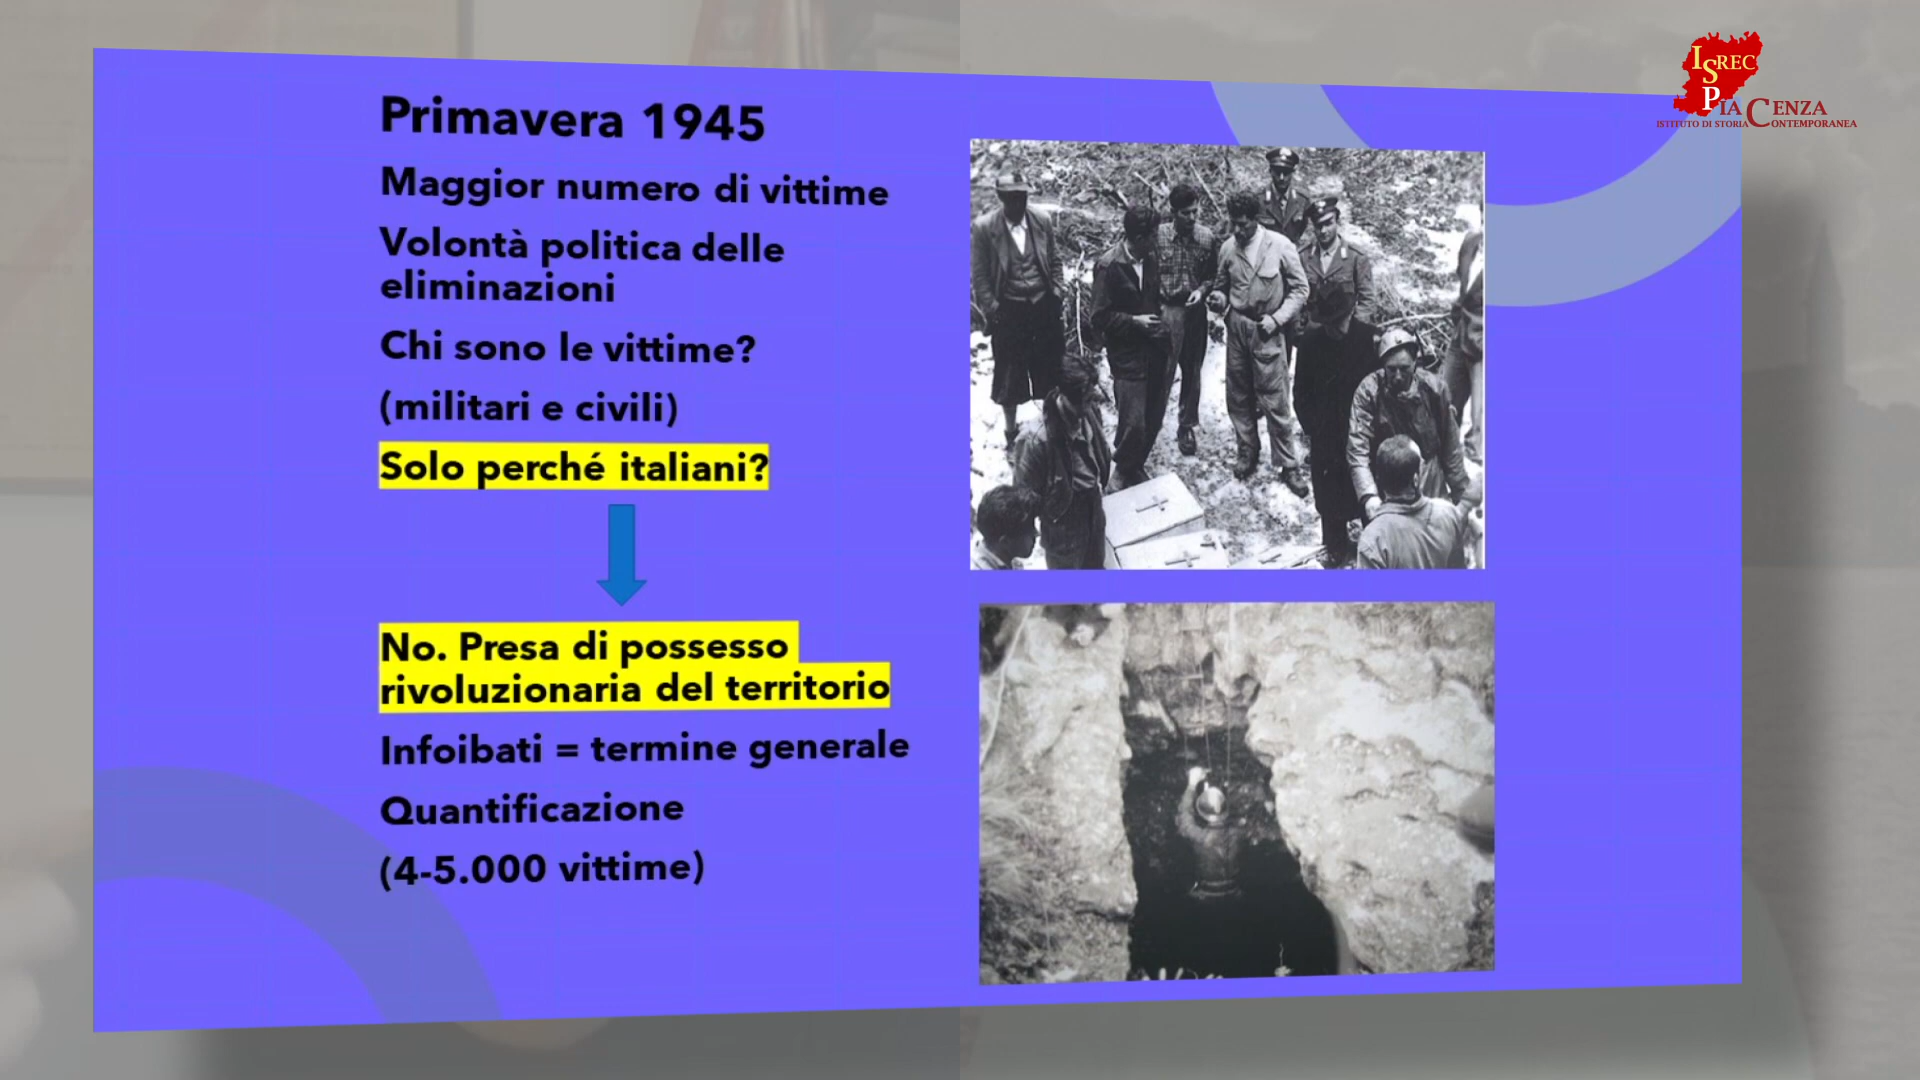 Primavera 1945
Maggior numero di vittime
Volontà politica delle
eliminazioni
Chi sono le vittime?
(militari e civili)
Solo perché italiani?
No. Presa di possesso
rivoluzionaria del territorio
Infoibati = termine generale
Quantificazione
(4-5.000 vittime)
ISREC
PIACENZA
ISTITUTO DI STORIA CONTEMPORANEA